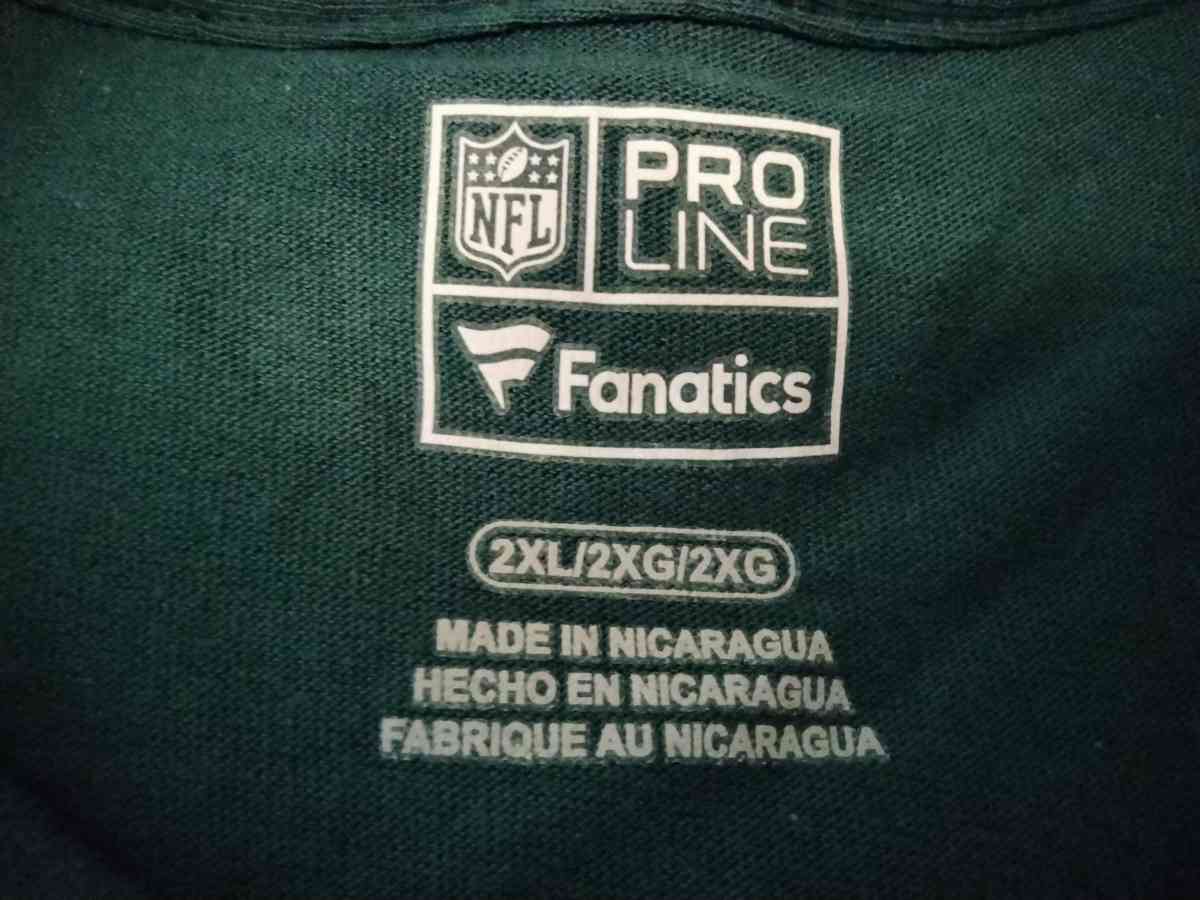 NFL
PRO
LINE
Fanatics
2XL/2XG/2XG
MADE IN NICARAGUA
HECHO EN NICARAGUA
FABRIQUE AU NICARAGUA